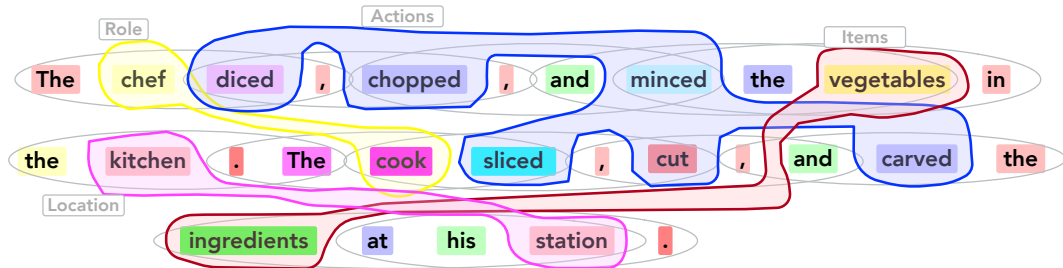 Role Actions Items
The chef diced , chopped , and minced the vegetables in
the kitchen . The cook sliced , cut , and carved the
Location
ingredients at his station .